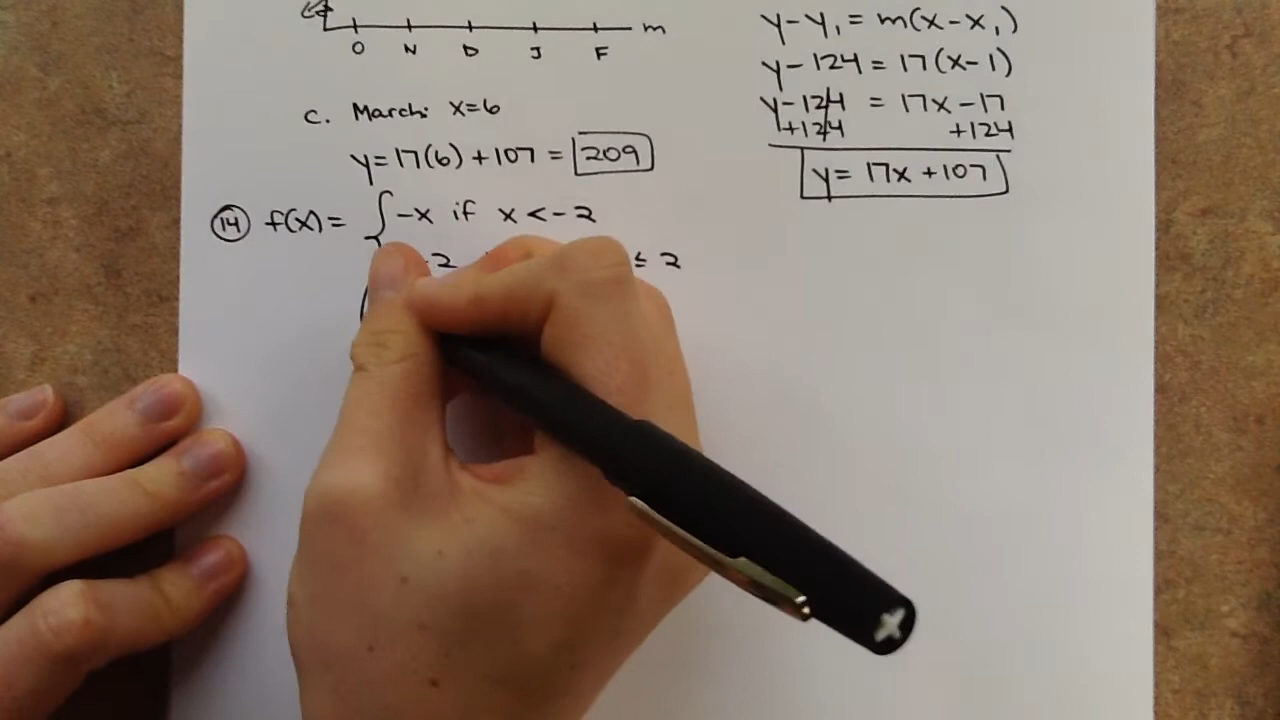 O N D J F m
c. March: x=6
y=17(6)+107 = 209
14 f(x)= { -x if x < -2
-2 ≤ 2
y-y₁ = m(x-x₁)
y-124 = 17(x-1)
y-124 = 17x-17
+124 +124
y= 17x+107